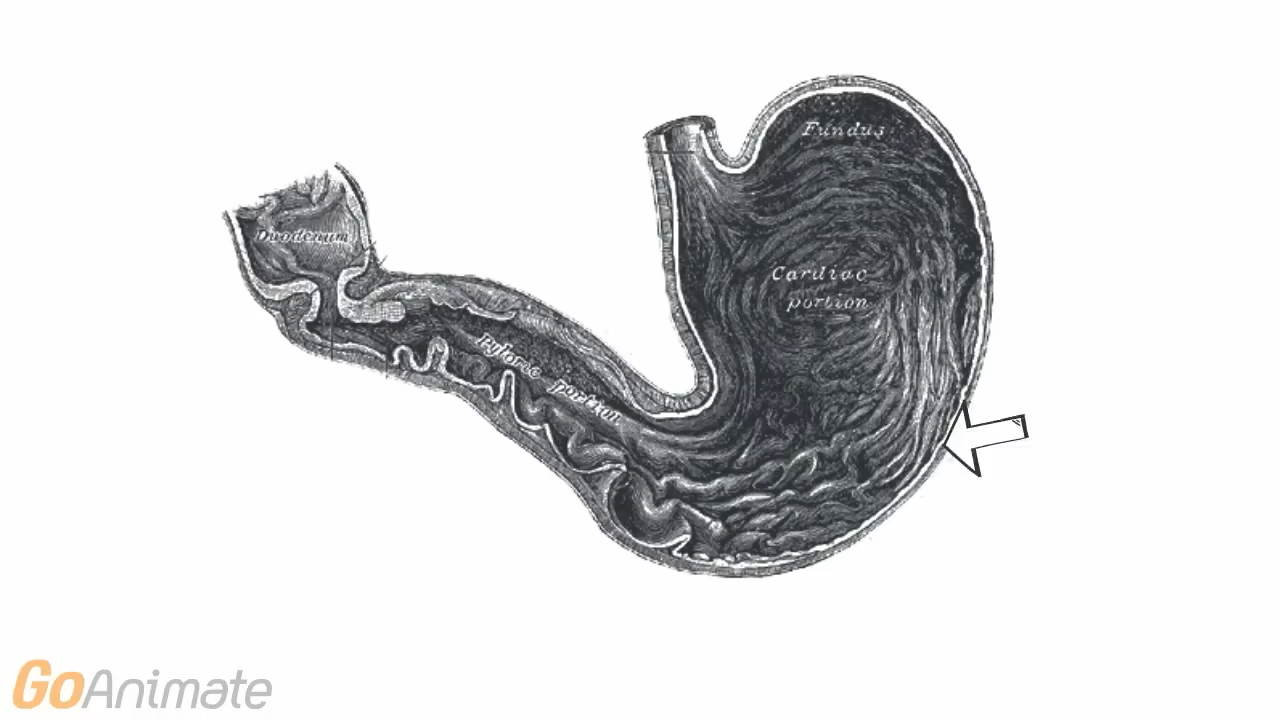 Fundus
Duodenum
Cardiac
portion
Pyloric portion
GoAnimate